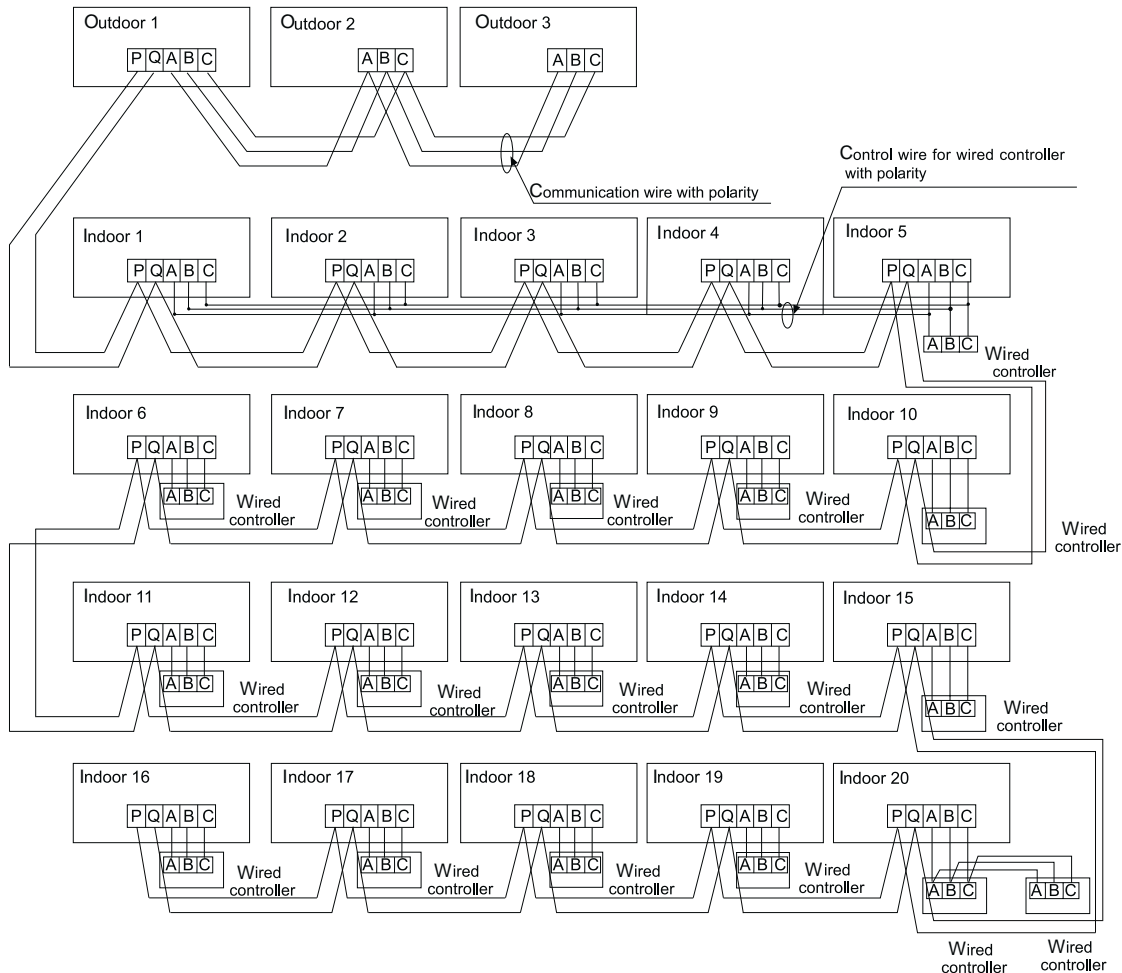 Outdoor 1
Outdoor 2
Outdoor 3
P Q A B C
A B C
A B C
Control wire for wired controller
with polarity
Communication wire with polarity
Indoor 1
Indoor 2
Indoor 3
Indoor 4
Indoor 5
P Q A B C
P Q A B C
P Q A B C
P Q A B C
P Q A B C
A B C
Wired
controller
Indoor 6
Indoor 7
Indoor 8
Indoor 9
Indoor 10
P Q A B C
P Q A B C
P Q A B C
P Q A B C
P Q A B C
A B C
Wired
controller
A B C
Wired
controller
A B C
Wired
controller
A B C
Wired
controller
A B C
Wired
controller
Indoor 11
Indoor 12
Indoor 13
Indoor 14
Indoor 15
P Q A B C
P Q A B C
P Q A B C
P Q A B C
P Q A B C
A B C
Wired
controller
A B C
Wired
controller
A B C
Wired
controller
A B C
Wired
controller
A B C
Wired
controller
Indoor 16
Indoor 17
Indoor 18
Indoor 19
Indoor 20
P Q A B C
P Q A B C
P Q A B C
P Q A B C
P Q A B C
A B C
Wired
controller
A B C
Wired
controller
A B C
Wired
controller
A B C
Wired
controller
A B C
A B C
Wired
controller
Wired
controller